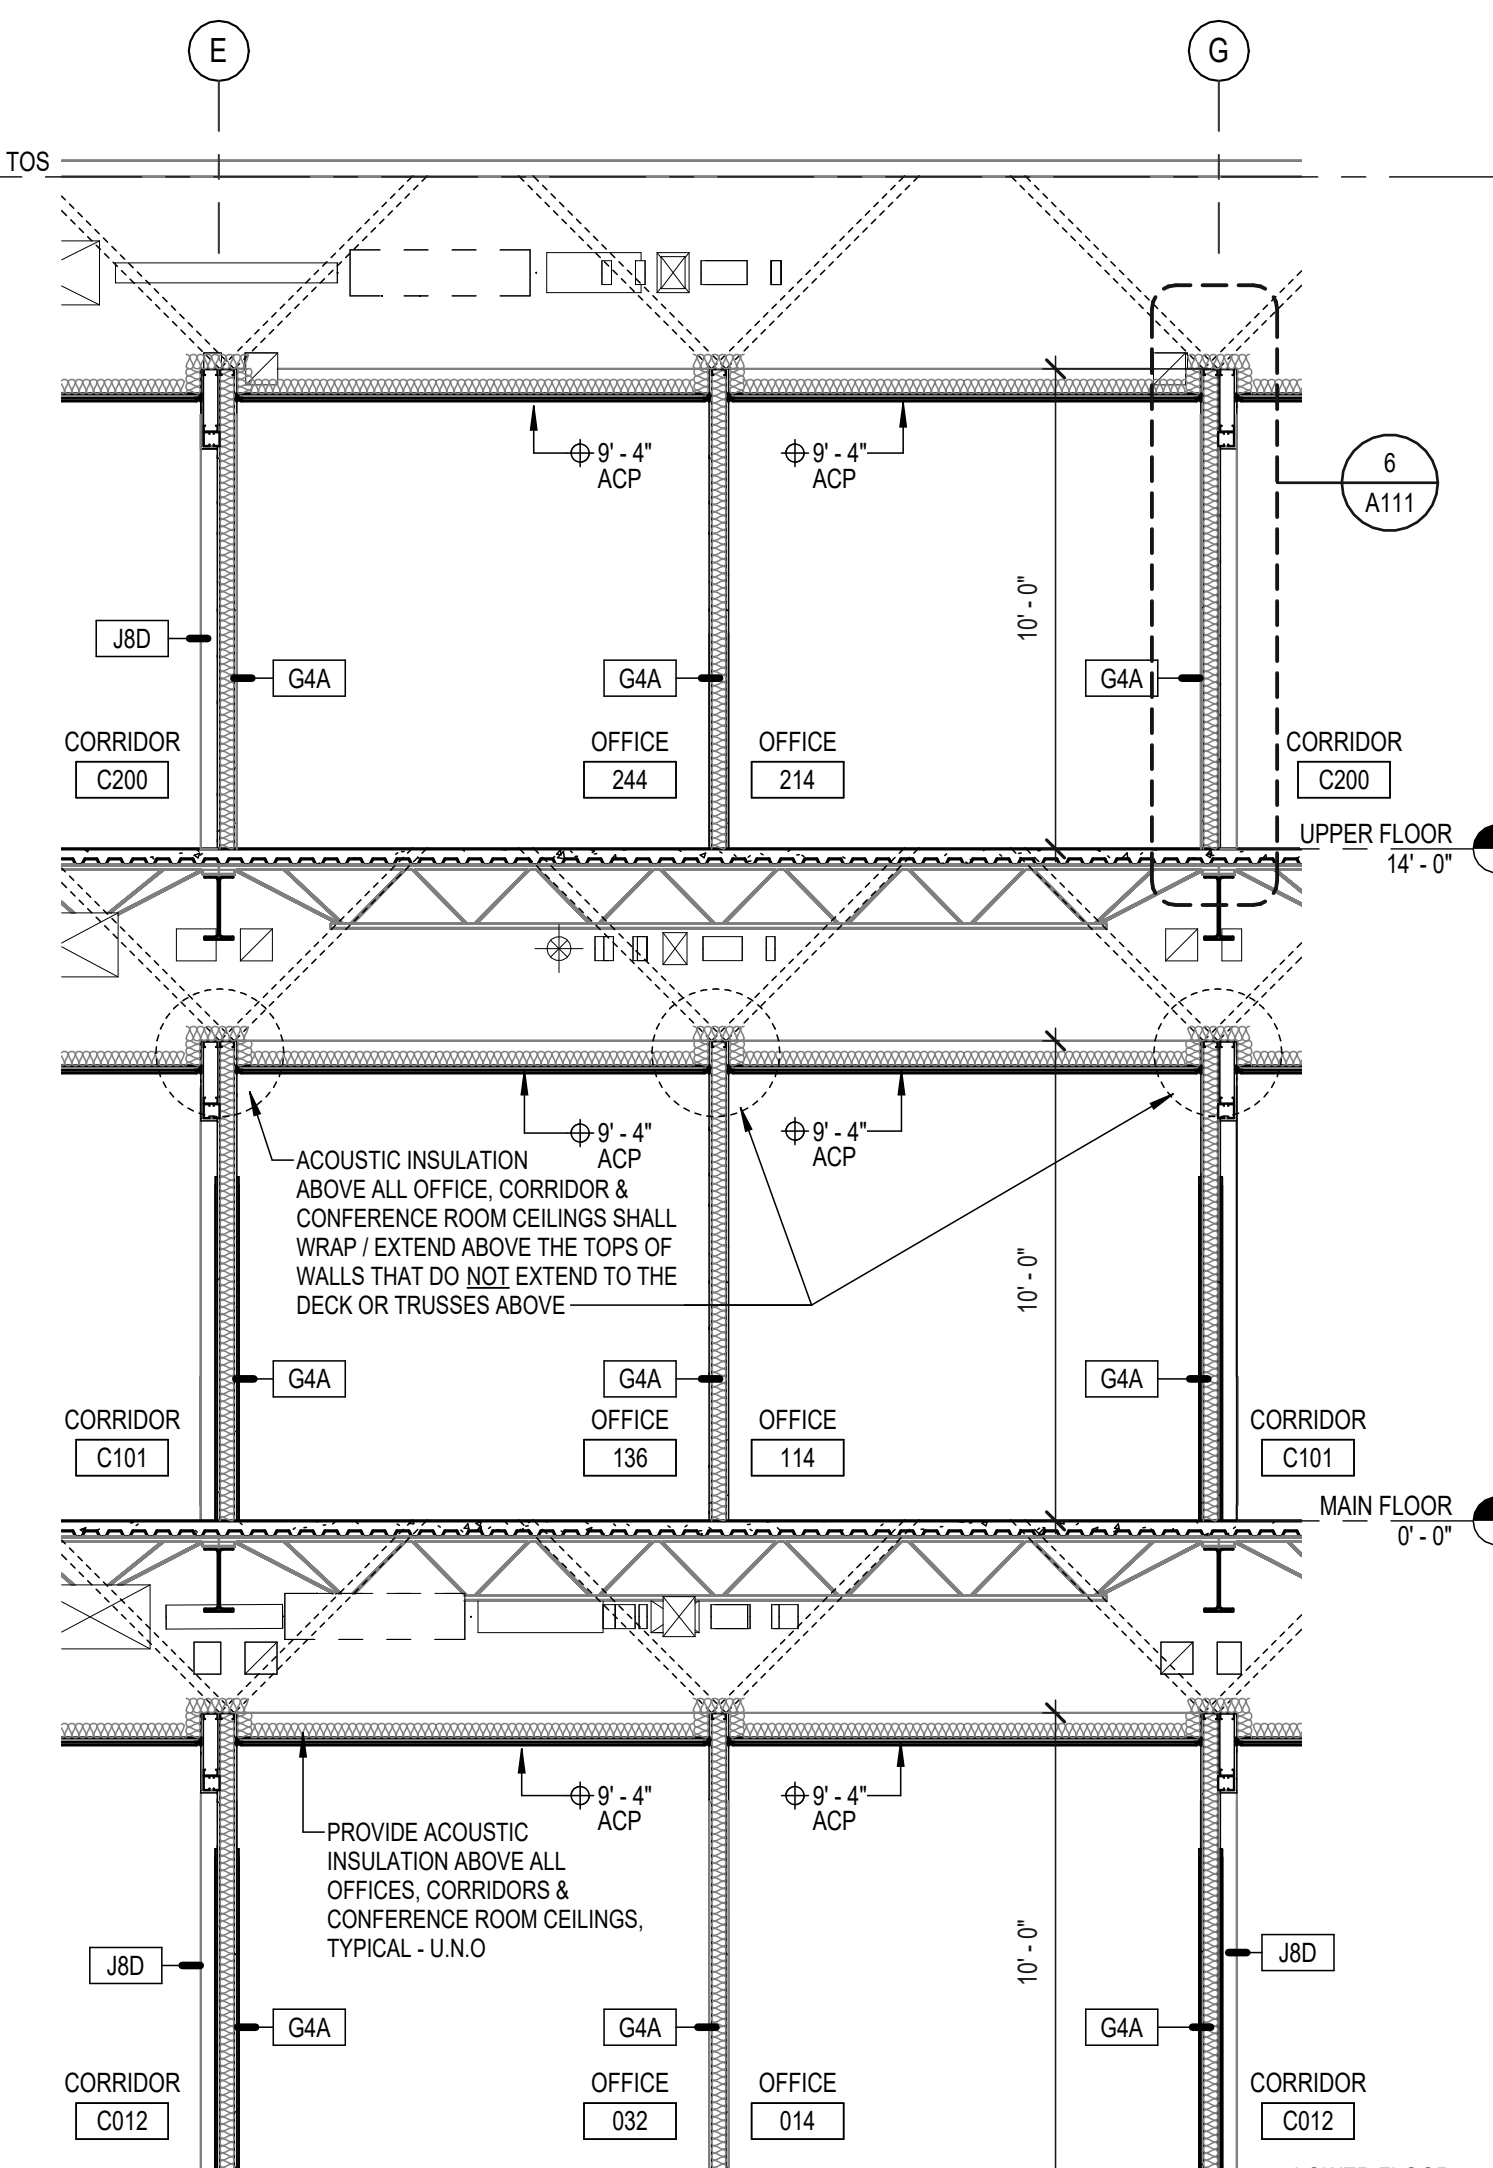 E
G
TOS
9' - 4"
ACP
9' - 4"
ACP
6
A111
10' - 0"
J8D
G4A
G4A
G4A
CORRIDOR
C200
OFFICE
244
OFFICE
214
CORRIDOR
C200
UPPER FLOOR
14' - 0"
9' - 4"
ACP
9' - 4"
ACP
ACOUSTIC INSULATION
ABOVE ALL OFFICE, CORRIDOR &
CONFERENCE ROOM CEILINGS SHALL
WRAP / EXTEND ABOVE THE TOPS OF
WALLS THAT DO NOT EXTEND TO THE
DECK OR TRUSSES ABOVE
10' - 0"
G4A
G4A
G4A
CORRIDOR
C101
OFFICE
136
OFFICE
114
CORRIDOR
C101
MAIN FLOOR
0' - 0"
9' - 4"
ACP
9' - 4"
ACP
PROVIDE ACOUSTIC
INSULATION ABOVE ALL
OFFICES, CORRIDORS &
CONFERENCE ROOM CEILINGS,
TYPICAL - U.N.O
10' - 0"
J8D
J8D
G4A
G4A
G4A
CORRIDOR
C012
OFFICE
032
OFFICE
014
CORRIDOR
C012